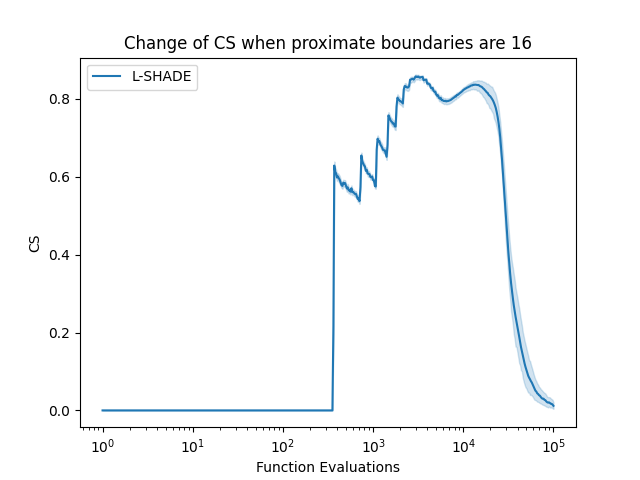 Change of CS when proximate boundaries are 16
L-SHADE
0.8
0.6
0.4
0.2
0.0
CS
10^0
10^1
10^2
10^3
10^4
10^5
Function Evaluations